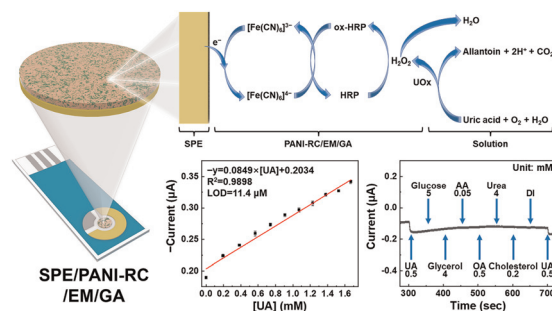 e⁻
[Fe(CN)₆]³⁻
ox-HRP
H₂O
H₂O₂
Allantoin + 2H⁺ + CO₂
UOx
[Fe(CN)₆]⁴⁻
HRP
Uric acid + O₂ + H₂O
SPE
PANI-RC/EM/GA
Solution
SPE/PANI-RC
/EM/GA
−Current (μA)
0.35
0.30
0.25
0.20
−y=0.0849×[UA]+0.2034
R²=0.9898
LOD=11.4 μM
0.0 0.2 0.4 0.6 0.8 1.0 1.2 1.4 1.6
[UA] (mM)
Current (μA)
0.2
0.0
-0.2
-0.4
Unit: mM
Glucose
5
AA
0.05
Urea
4
DI
UA
0.5
Glycerol
4
OA
0.5
Cholesterol
0.2
UA
0.5
300 400 500 600 700
Time (sec)